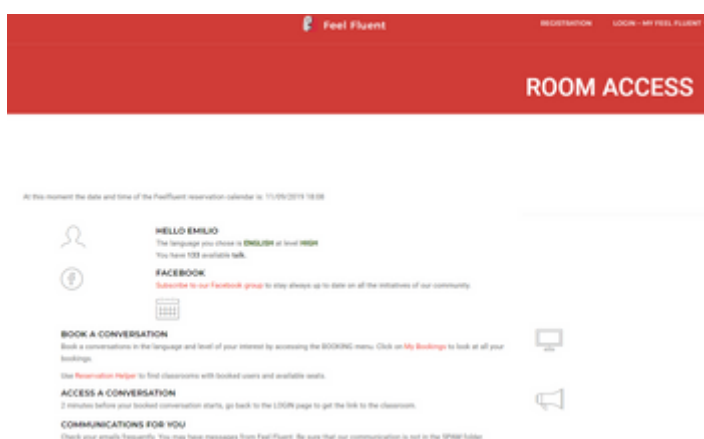 Feel Fluent
REGISTRATION LOGIN - MY FEEL FLUENT
ROOM ACCESS
At this moment the date and time of the Feelfluent reservation calendar is: 11/09/2019 18:08
HELLO EMILIO
The language you chose is ENGLISH at level HIGH
You have 133 available talk.
FACEBOOK
Subscribe to our Facebook group to stay always up to date on all the initiatives of our community.
BOOK A CONVERSATION
Book a conversations in the language and level of your interest by accessing the BOOKING menu. Click on My Bookings to look at all your
bookings.
Use Reservation Helper to find classrooms with booked users and available seats.
ACCESS A CONVERSATION
2 minutes before your booked conversation starts, go back to the LOGIN page to get the link to the classroom.
COMMUNICATIONS FOR YOU
Check your emails frequently. You may have messages from Feel Fluent. Be sure that our communication is not in the SPAM folder.